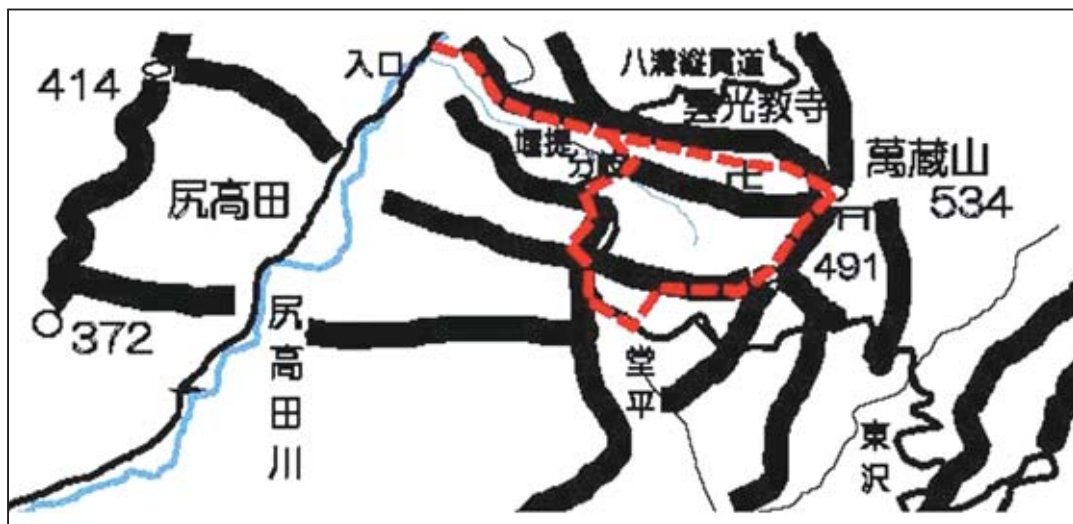 入口
八溝縦貫道
414
雲光教寺
堰堤
分岐
萬蔵山
尻高田
534
491
372
尻高田川
堂平
東沢